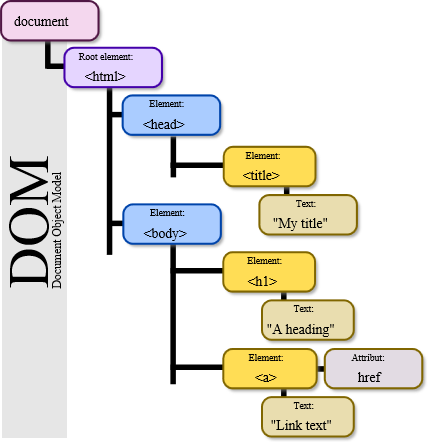 document
Root element:
<html>
Element:
<head>
Element:
<title>
Text:
"My title"
Element:
<body>
Element:
<h1>
Text:
"A heading"
Element:
<a>
Attribut:
href
Text:
"Link text"
DOM
Document Object Model